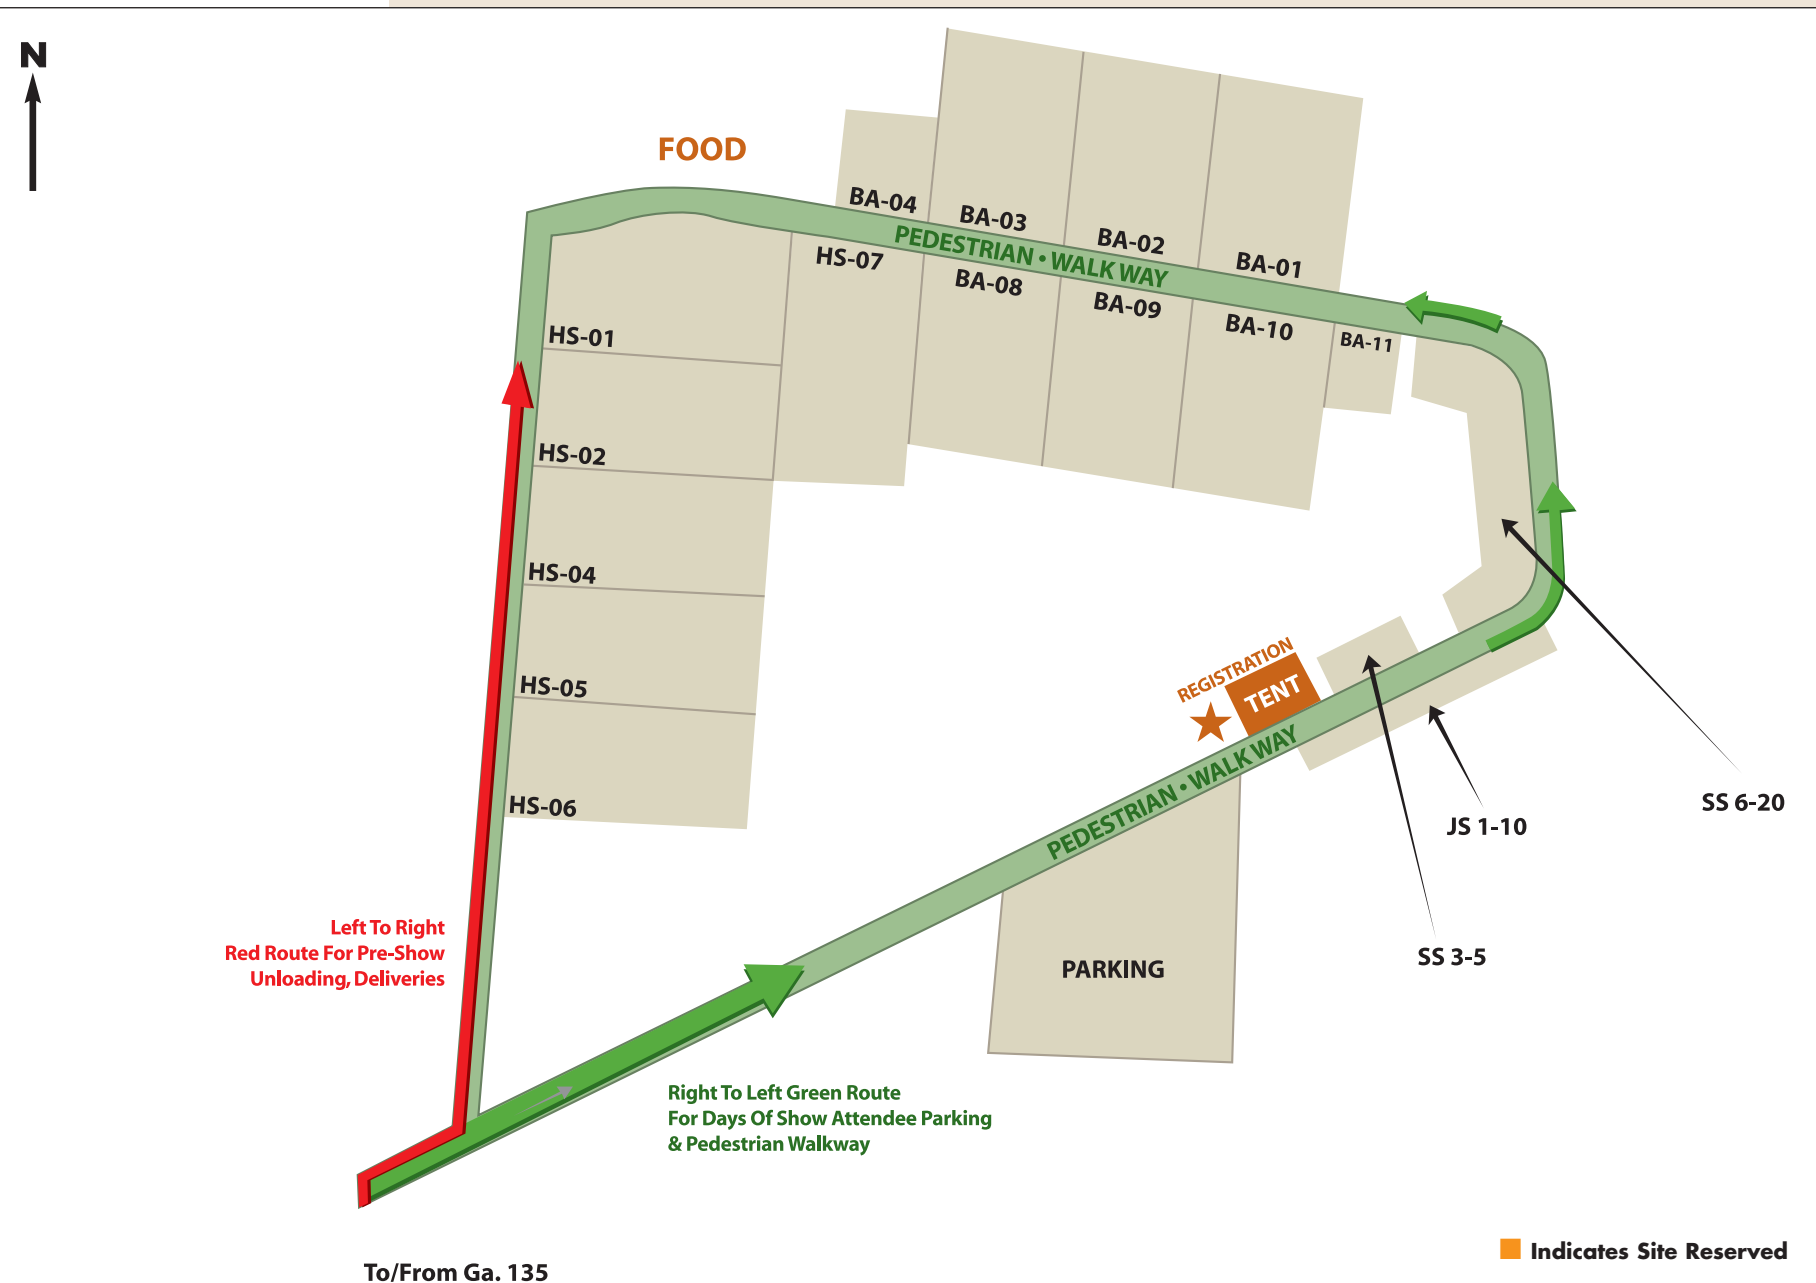 N
FOOD
BA-04
BA-03
BA-02
BA-01
PEDESTRIAN • WALK WAY
HS-07
BA-08
BA-09
BA-10
BA-11
HS-01
HS-02
HS-04
HS-05
HS-06
REGISTRATION
TENT
PEDESTRIAN • WALK WAY
SS 6-20
JS 1-10
SS 3-5
PARKING
Left To Right
Red Route For Pre-Show
Unloading, Deliveries
Right To Left Green Route
For Days Of Show Attendee Parking
& Pedestrian Walkway
Indicates Site Reserved
To/From Ga. 135